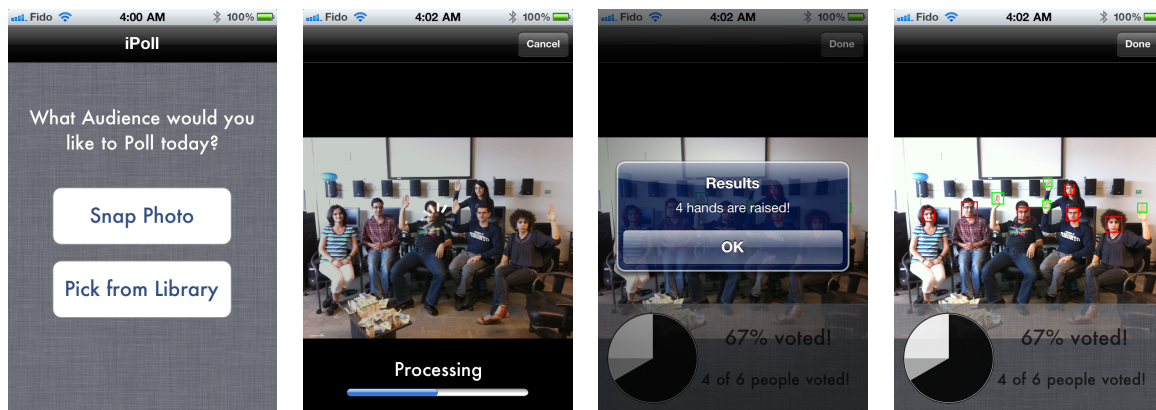 Fido 4:00 AM 100%
iPoll
What Audience would you
like to Poll today?
Snap Photo
Pick from Library
Fido 4:02 AM 100%
Cancel
Processing
Fido 4:02 AM 100%
Done
Results
4 hands are raised!
OK
67% voted!
4 of 6 people voted!
Fido 4:02 AM 100%
Done
67% voted!
4 of 6 people voted!